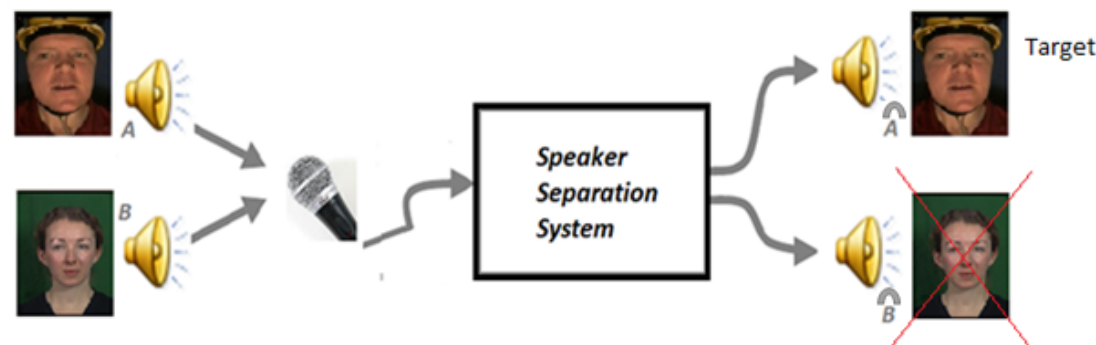 Target
A
Â
B
Speaker
Separation
System
B̂